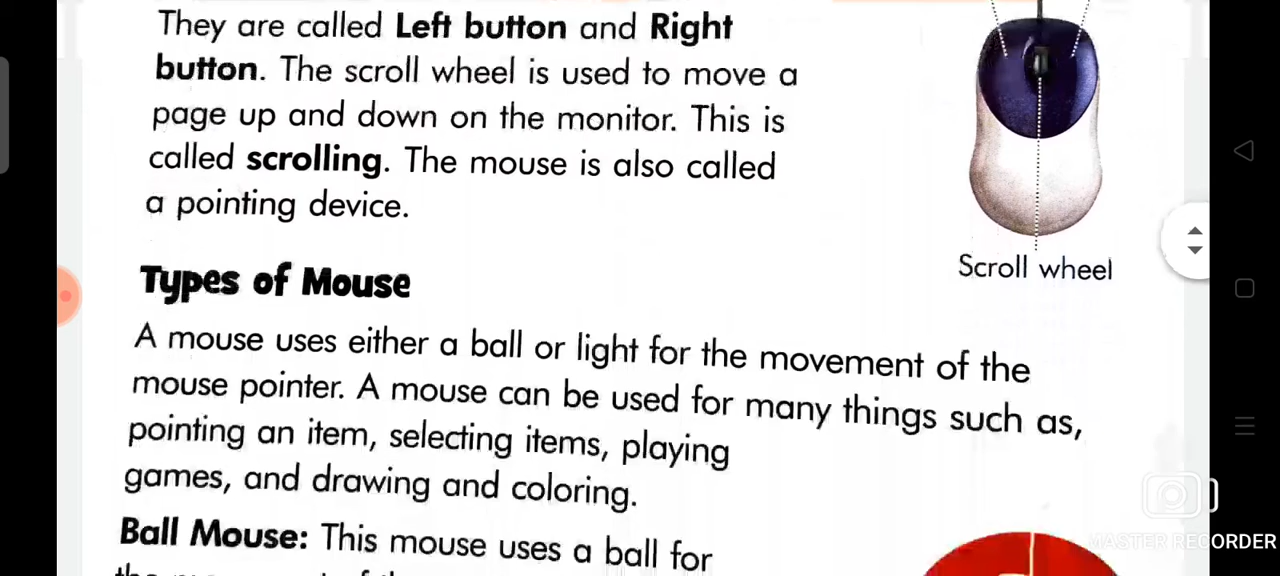 They are called Left button and Right
button. The scroll wheel is used to move a
page up and down on the monitor. This is
called scrolling. The mouse is also called
a pointing device.
Scroll wheel
Types of Mouse
A mouse uses either a ball or light for the movement of the
mouse pointer. A mouse can be used for many things such as,
pointing an item, selecting items, playing
games, and drawing and coloring.
Ball Mouse: This mouse uses a ball for
MASTER RECORDER